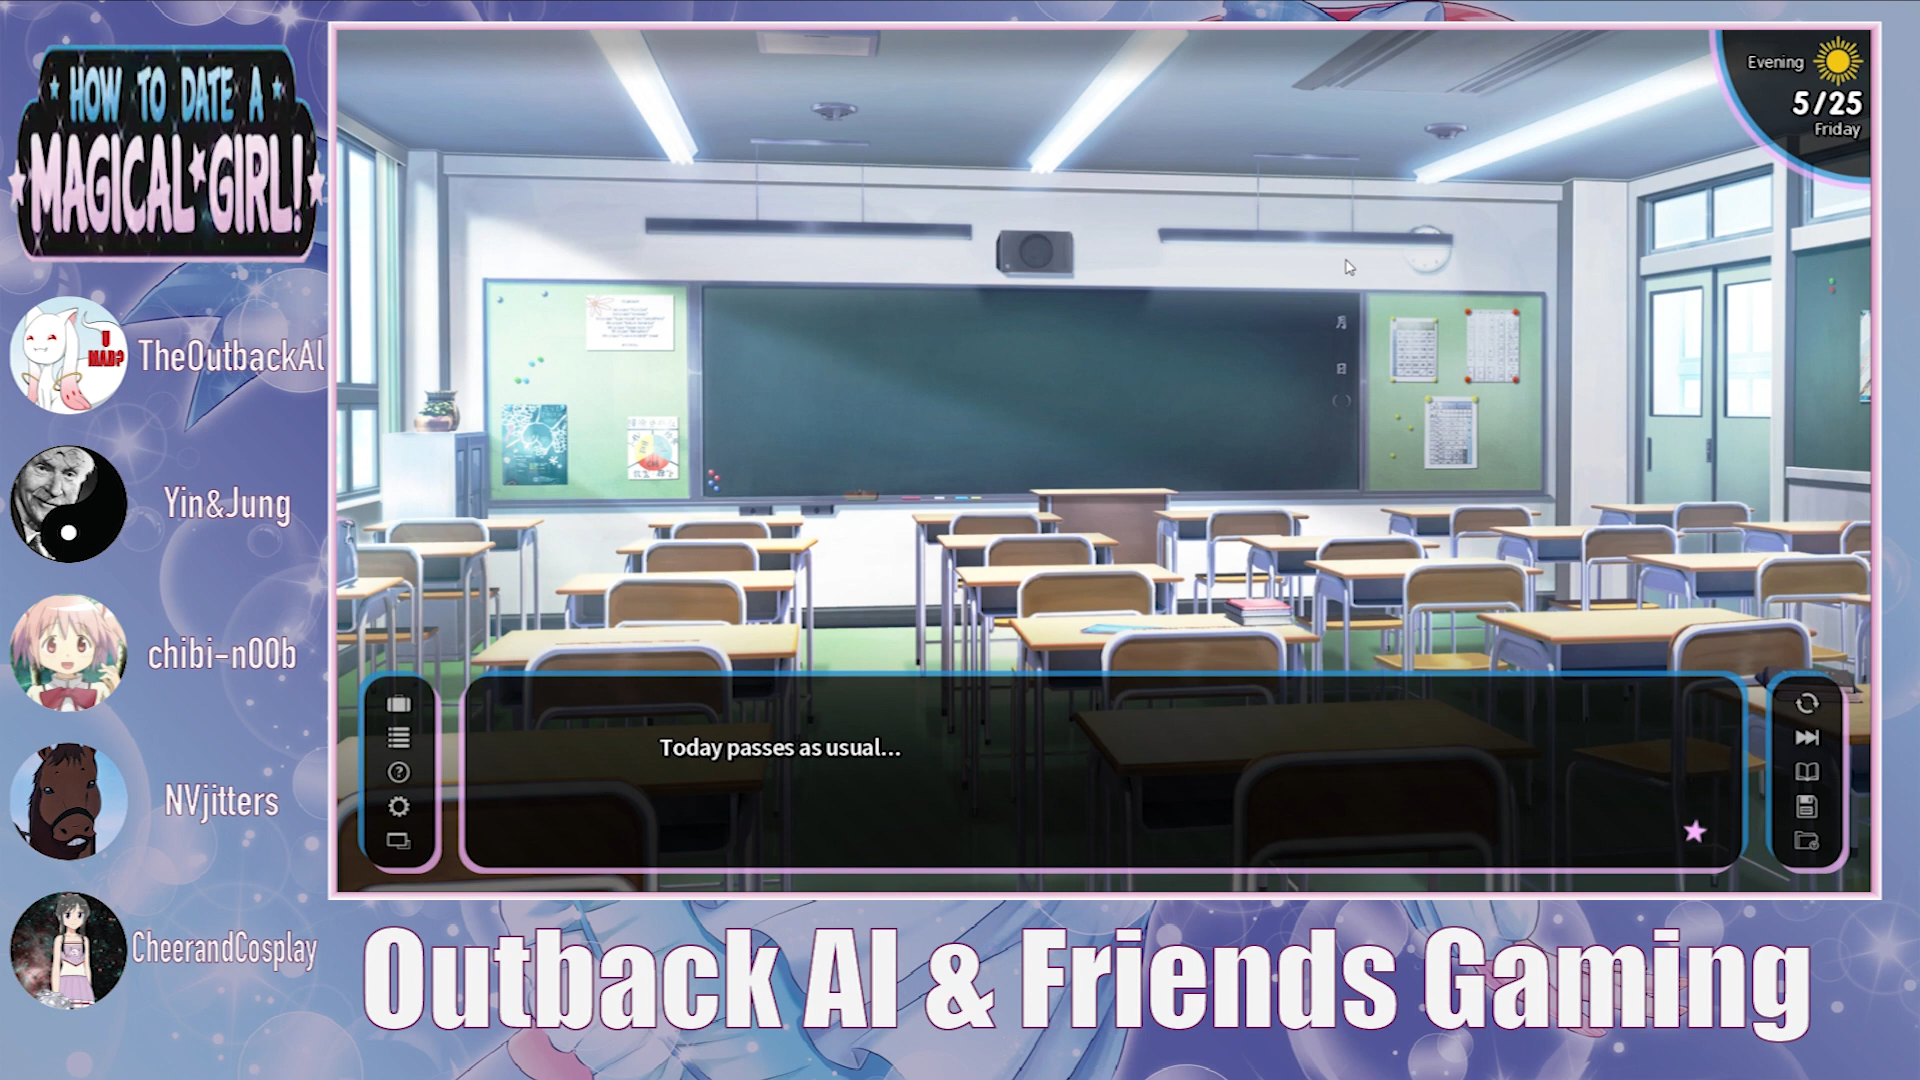 HOW TO DATE A
MAGICAL GIRL!
U
MAD?
TheOutbackAl
Yin&Jung
chibi-n00b
NVjitters
CheerandCosplay
Evening
5/25
Friday
Today passes as usual...
Outback Al & Friends Gaming